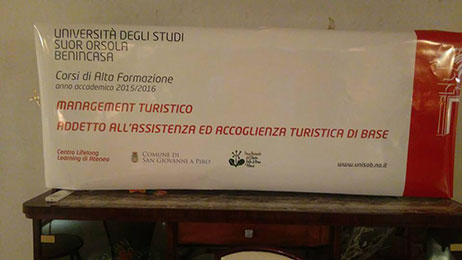 UNIVERSITÀ DEGLI STUDI
SUOR ORSOLA
BENINCASA
Corsi di Alta Formazione
anno accademico 2015/2016
MANAGEMENT TURISTICO
ADDETTO ALL'ASSISTENZA ED ACCOGLIENZA TURISTICA DI BASE
Centro Lifelong
Learning di Ateneo
COMUNE DI
SAN GIOVANNI A PIRO
www.unisob.na.it